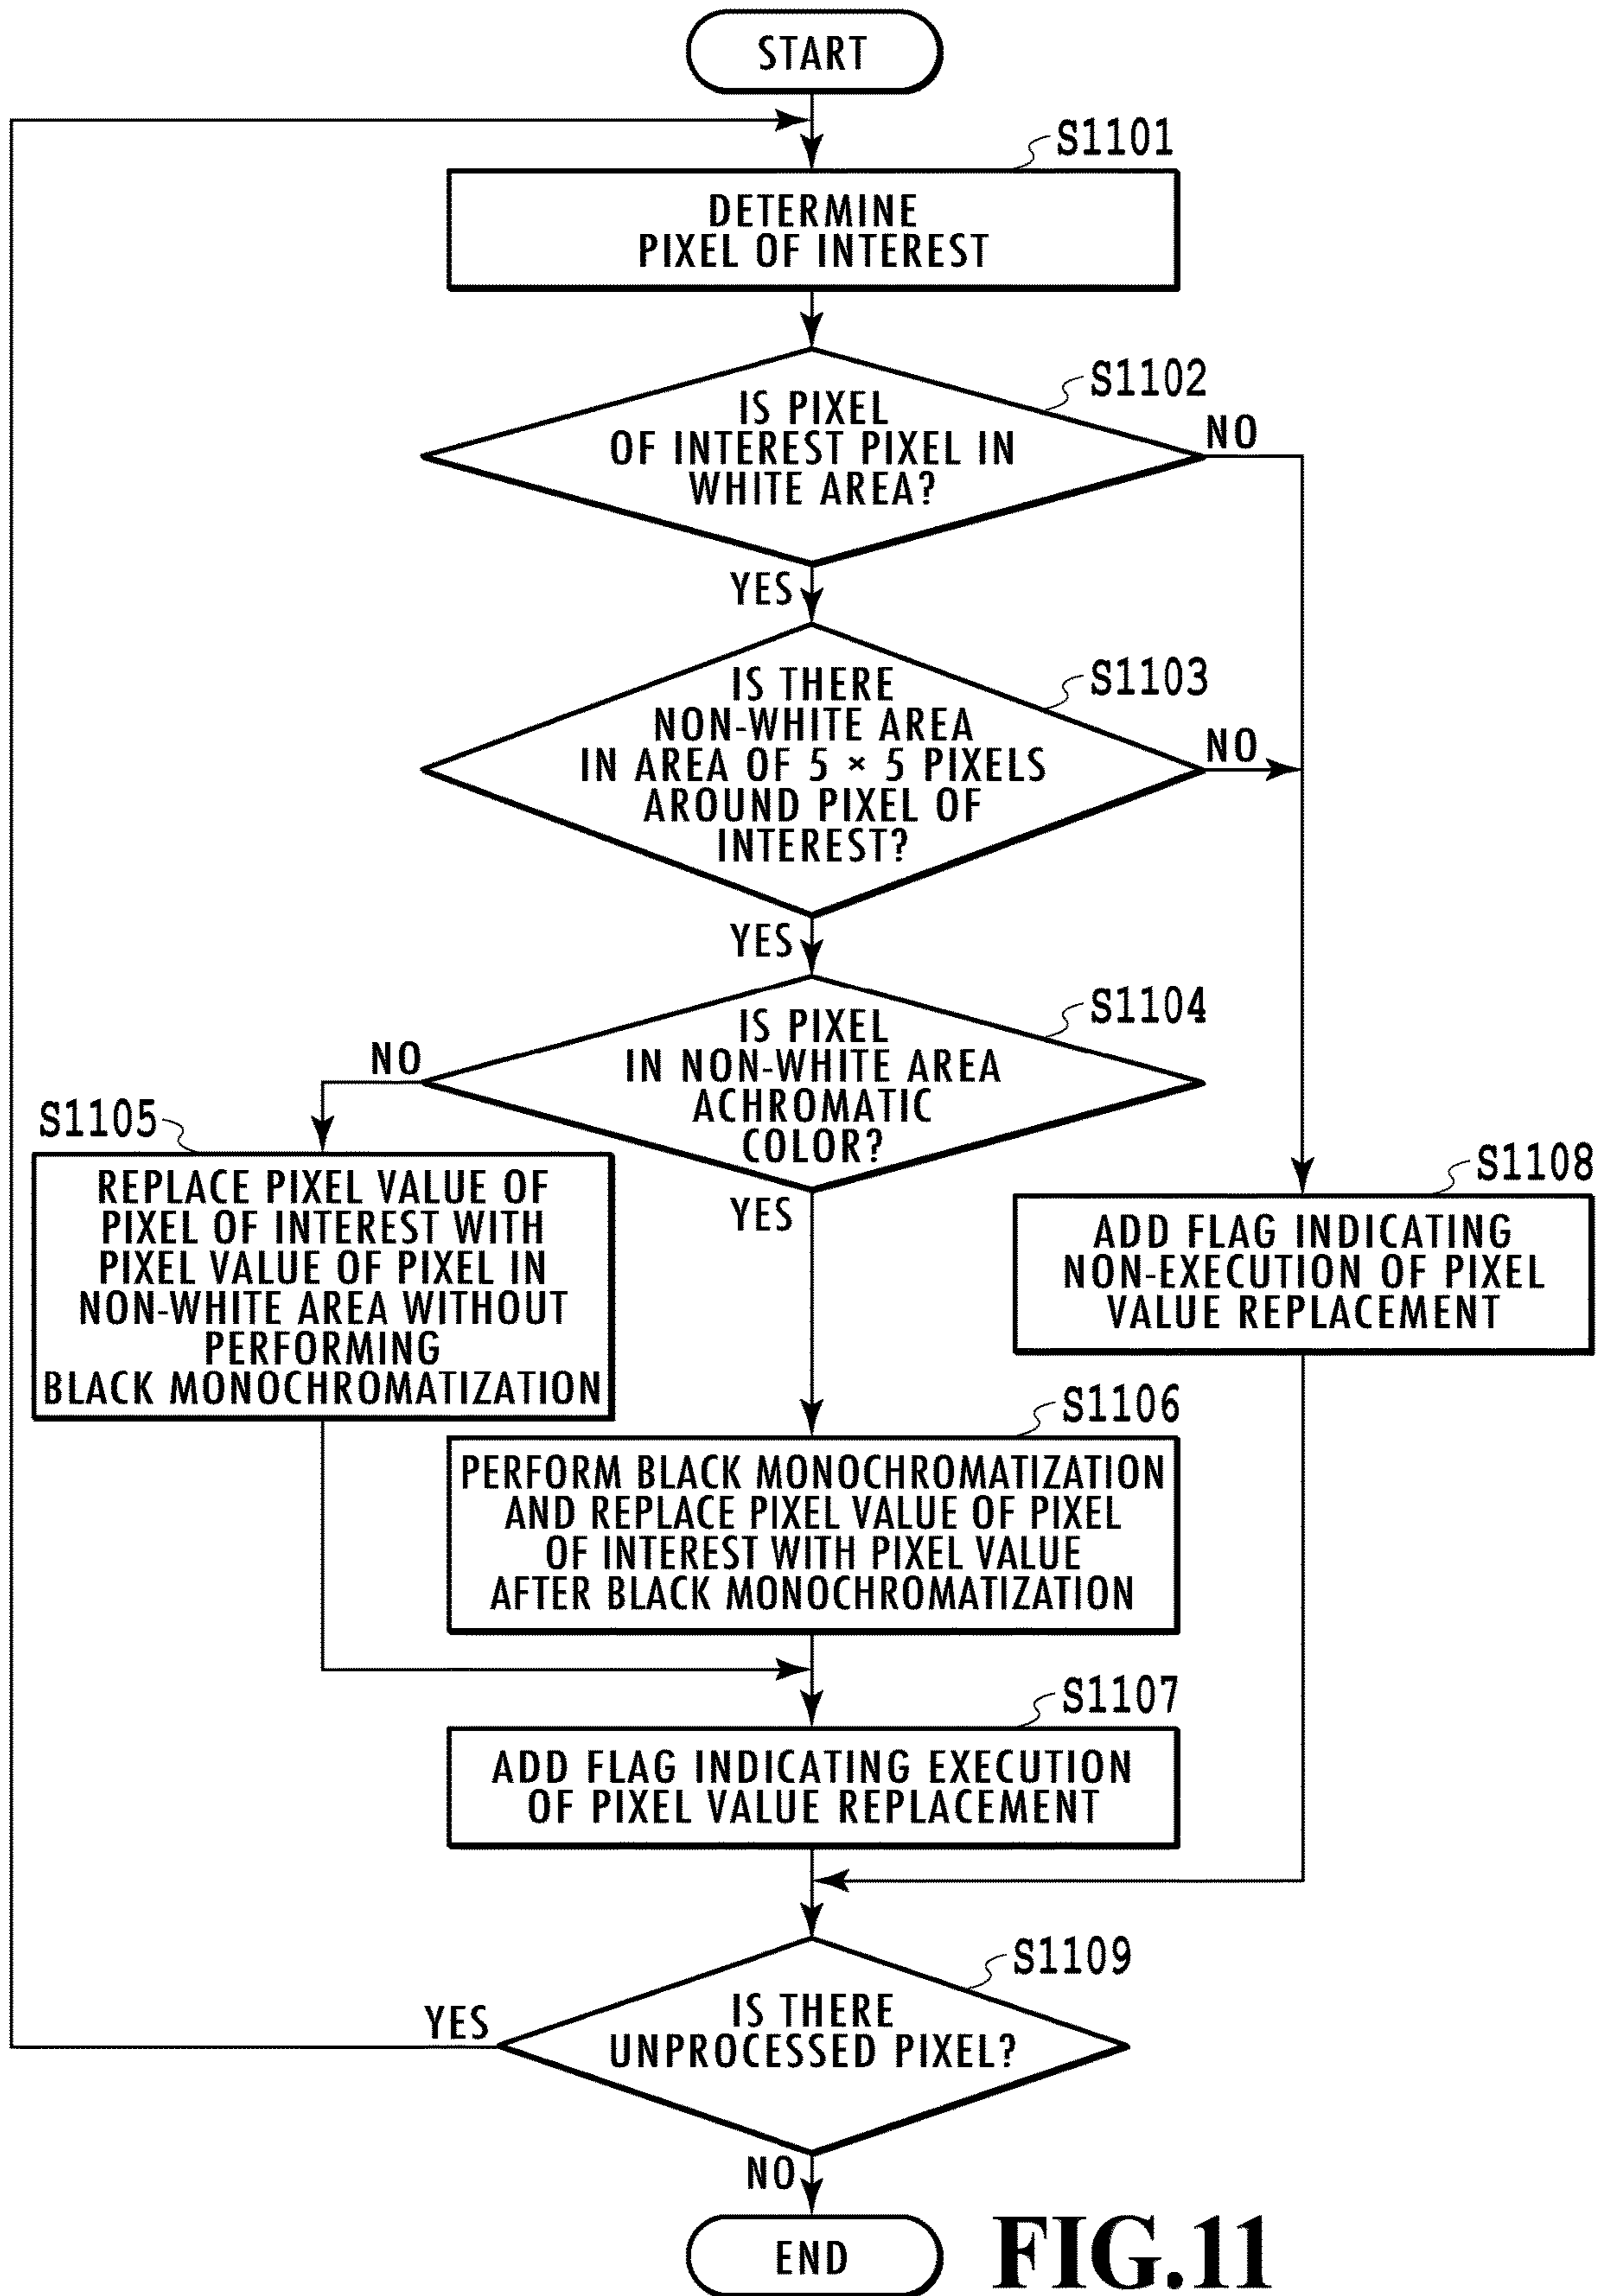 START
S1101
DETERMINE
PIXEL OF INTEREST
S1102
IS PIXEL
OF INTEREST PIXEL IN
WHITE AREA?
NO
YES
S1103
IS THERE
NON-WHITE AREA
IN AREA OF 5 × 5 PIXELS
AROUND PIXEL OF
INTEREST?
NO
YES
S1104
IS PIXEL
IN NON-WHITE AREA
ACHROMATIC
COLOR?
NO
YES
S1105
REPLACE PIXEL VALUE OF
PIXEL OF INTEREST WITH
PIXEL VALUE OF PIXEL IN
NON-WHITE AREA WITHOUT
PERFORMING
BLACK MONOCHROMATIZATION
S1108
ADD FLAG INDICATING
NON-EXECUTION OF PIXEL
VALUE REPLACEMENT
S1106
PERFORM BLACK MONOCHROMATIZATION
AND REPLACE PIXEL VALUE OF PIXEL
OF INTEREST WITH PIXEL VALUE
AFTER BLACK MONOCHROMATIZATION
S1107
ADD FLAG INDICATING EXECUTION
OF PIXEL VALUE REPLACEMENT
S1109
IS THERE
UNPROCESSED PIXEL?
YES
NO
END
FIG.11